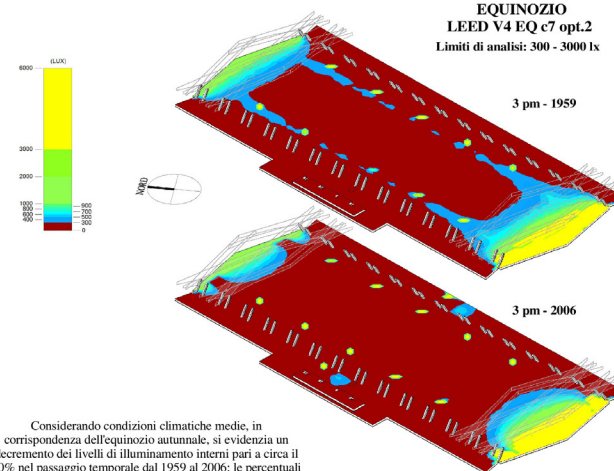 EQUINOZIO
LEED V4 EQ c7 opt.2
Limiti di analisi: 300 - 3000 lx
3 pm - 1959
(LUX)
6000
3000
2000
1000
800
600
400
900
700
500
300
0
NORD
3 pm - 2006
Considerando condizioni climatiche medie, in
corrispondenza dell'equinozio autunnale, si evidenzia un
decremento dei livelli di illuminamento interni pari a circa il
nel passaggio temporale dal 1959 al 2006; le percentuali